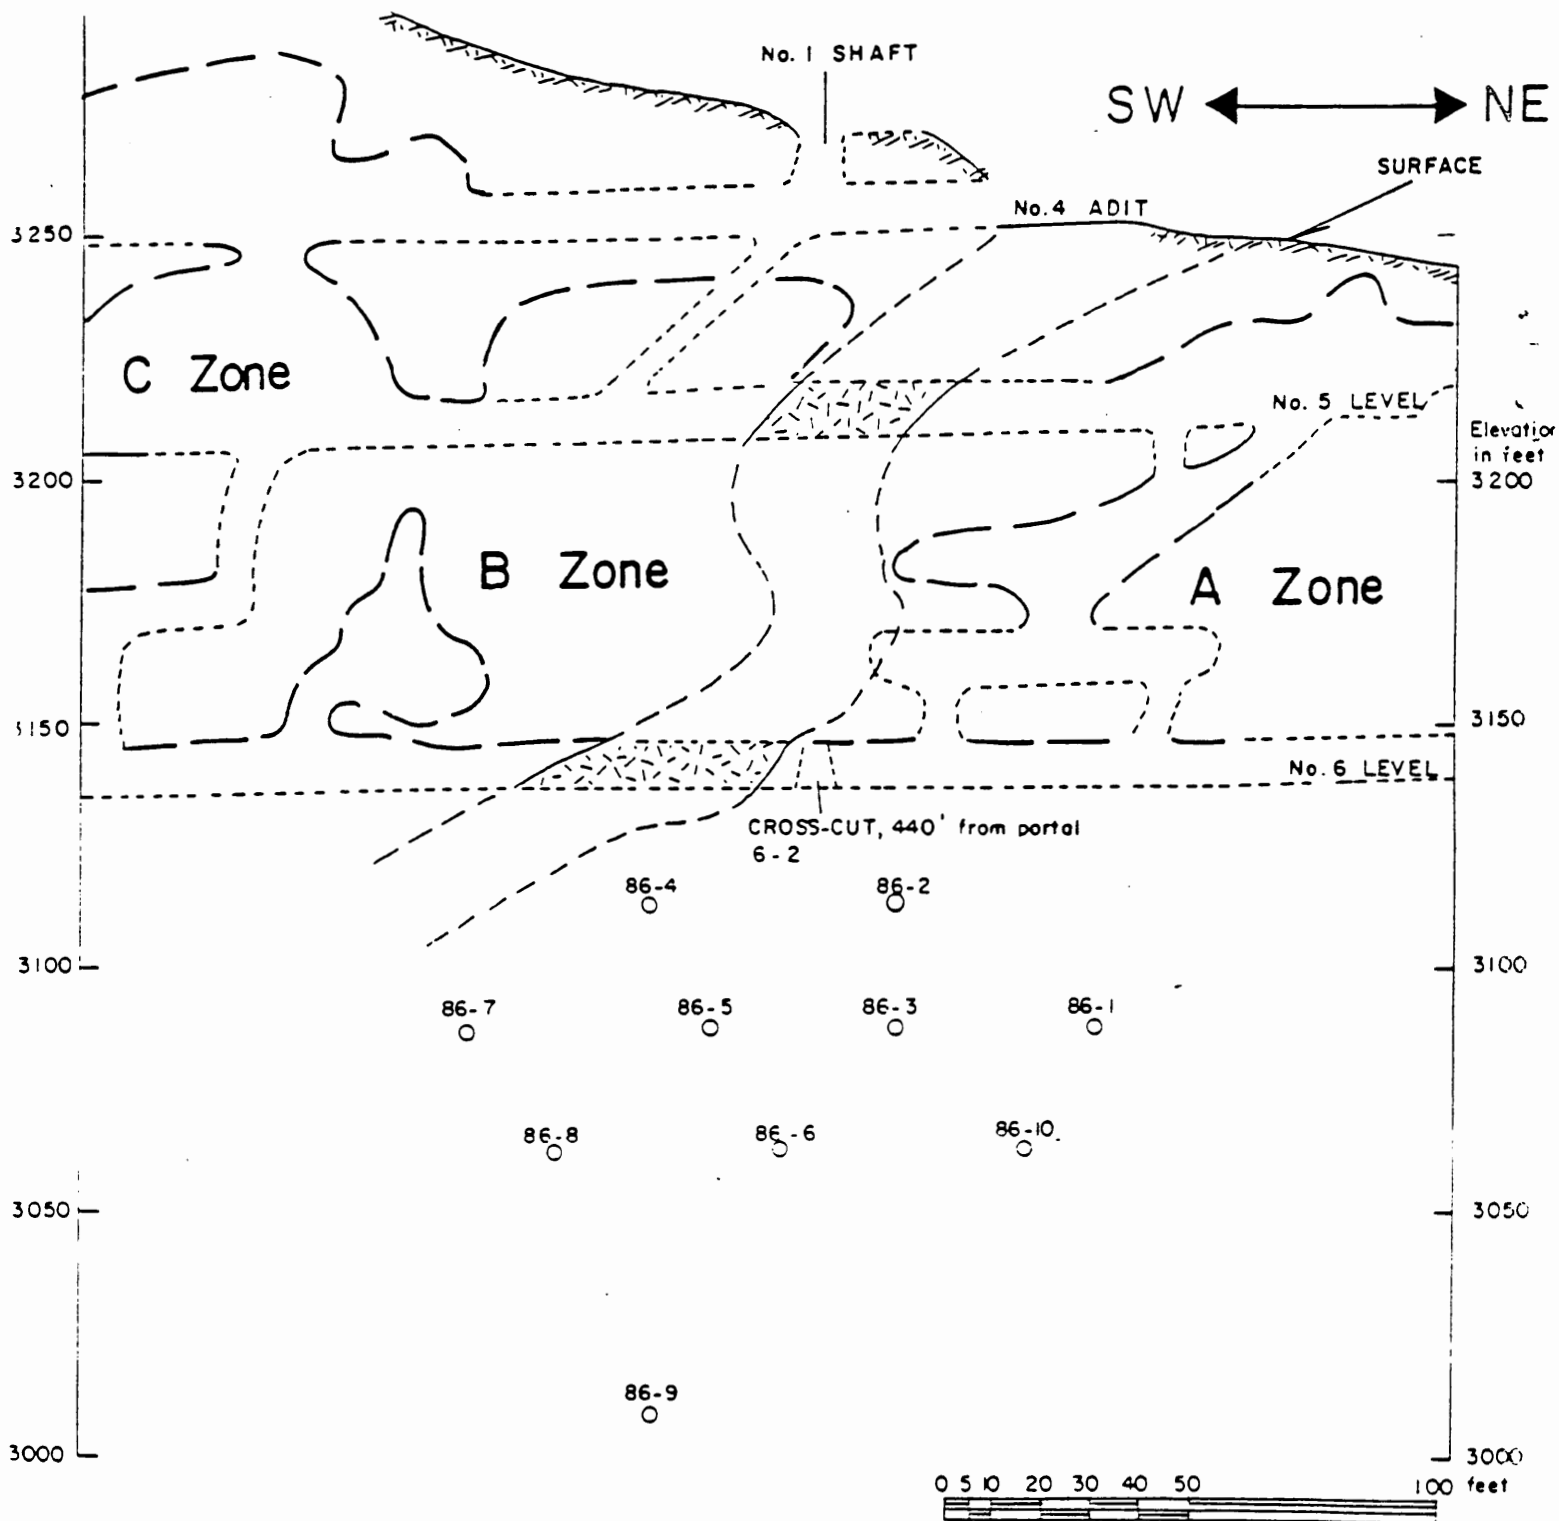 No. 1 SHAFT
SW NE
SURFACE
No. 4 ADIT
3250
C Zone
No. 5 LEVEL
Elevation
in feet
3200
3200
B Zone
A Zone
3150
3150
No. 6 LEVEL
CROSS-CUT, 440' from portal
6-2
86-4
86-2
3100
3100
86-7
86-5
86-3
86-1
86-8
86-6
86-10
3050
3050
86-9
3000
3000
0 5 10 20 30 40 50 100 feet